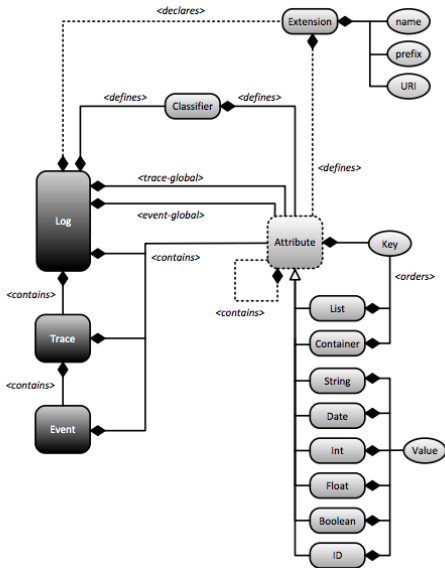 <declares>
Extension
name
prefix
URI
<defines>
Classifier
<defines>
<defines>
<trace-global>
Log
<event-global>
Attribute
Key
<contains>
<orders>
<contains>
<contains>
List
Trace
Container
<contains>
String
Date
Event
Int
Value
Float
Boolean
ID